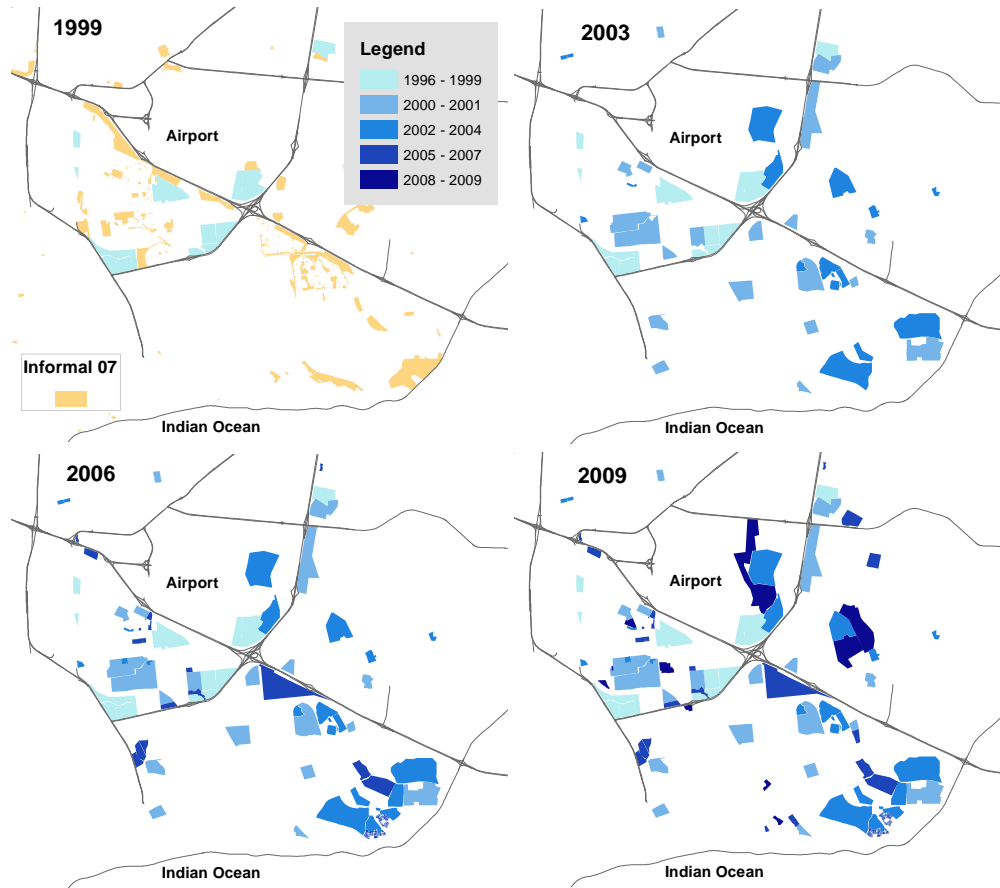 1999
Legend
1996 - 1999
2000 - 2001
2002 - 2004
2005 - 2007
2008 - 2009
Airport
Informal 07
Indian Ocean
2003
Airport
Indian Ocean
2006
Airport
Indian Ocean
2009
Airport
Indian Ocean